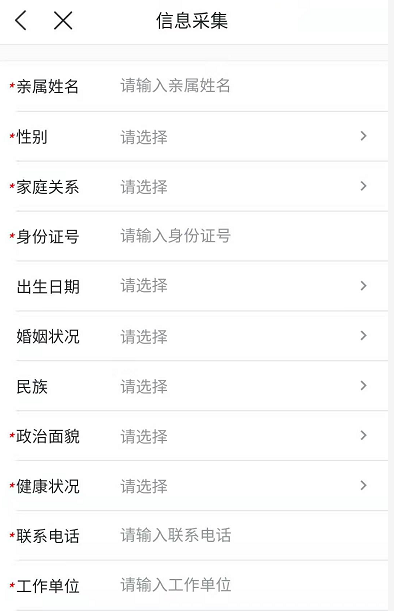 信息采集
*亲属姓名 请输入亲属姓名
*性别 请选择
*家庭关系 请选择
*身份证号 请输入身份证号
出生日期 请选择
婚姻状况 请选择
民族 请选择
*政治面貌 请选择
*健康状况 请选择
*联系电话 请输入联系电话
*工作单位 请输入工作单位